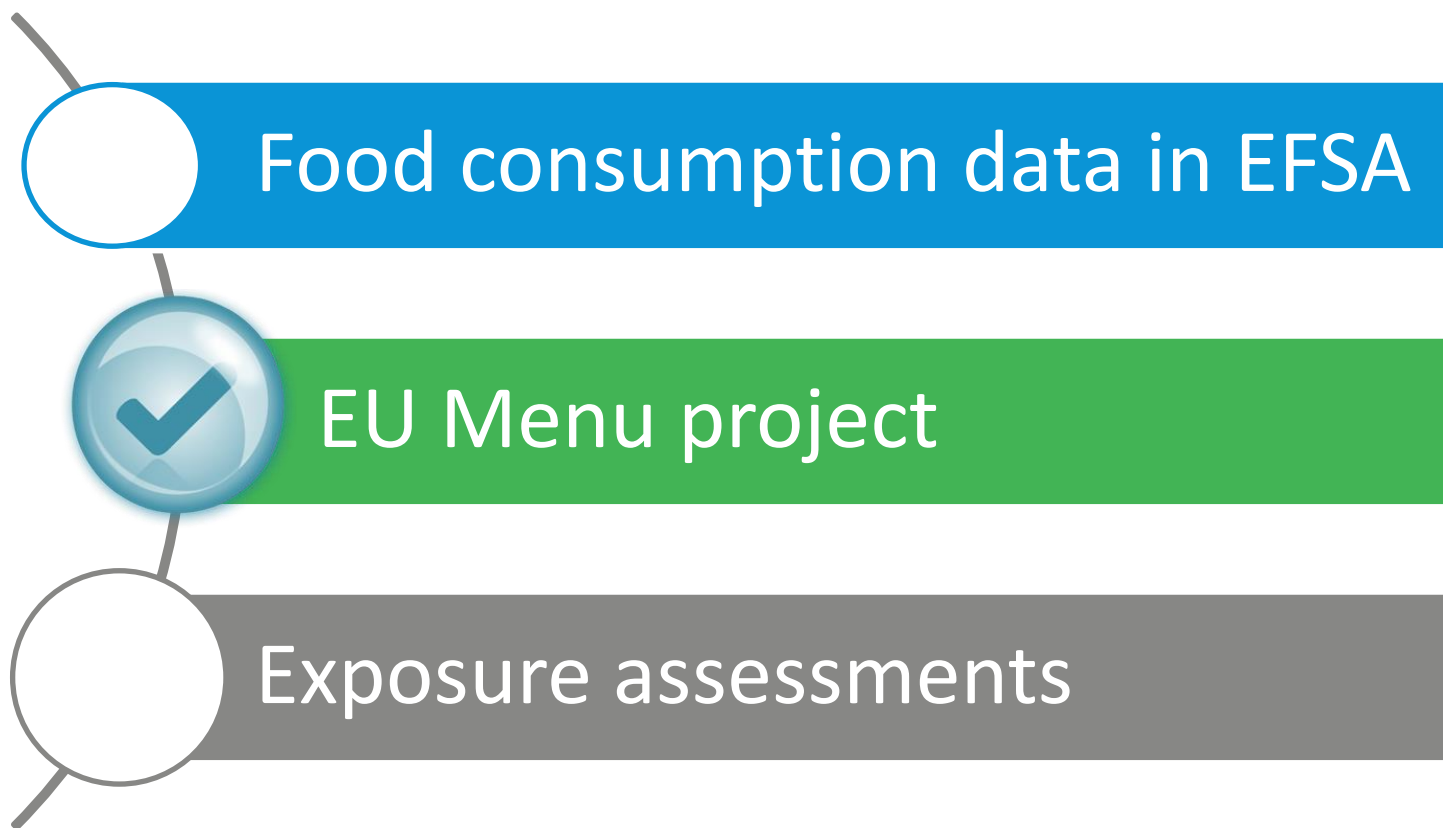 Food consumption data in EFSA
EU Menu project
Exposure assessments